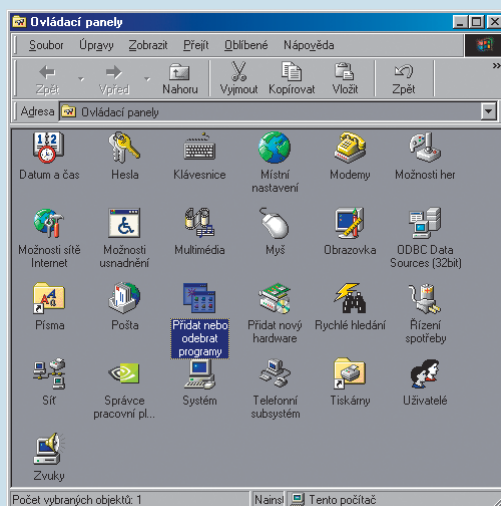 Ovládací panely
Soubor Úpravy Zobrazit Přejít Oblíbené Nápověda
Zpět Vpřed Nahoru Vyjmout Kopírovat Vložit Zpět »
Adresa Ovládací panely
Datum a čas
Hesla
Klávesnice
Místní
nastavení
Modemy
Možnosti her
Možnosti sítě
Internet
Možnosti
usnadnění
Multimédia
Myš
Obrazovka
ODBC Data
Sources (32bit)
Písma
Pošta
Přidat nebo
odebrat
programy
Přidat nový
hardware
Rychlé hledání
Řízení
spotřeby
Síť
Správce
pracovní pl...
Systém
Telefonní
subsystém
Tiskárny
Uživatelé
Zvuky
Počet vybraných objektů: 1 Nainsl Tento počítač